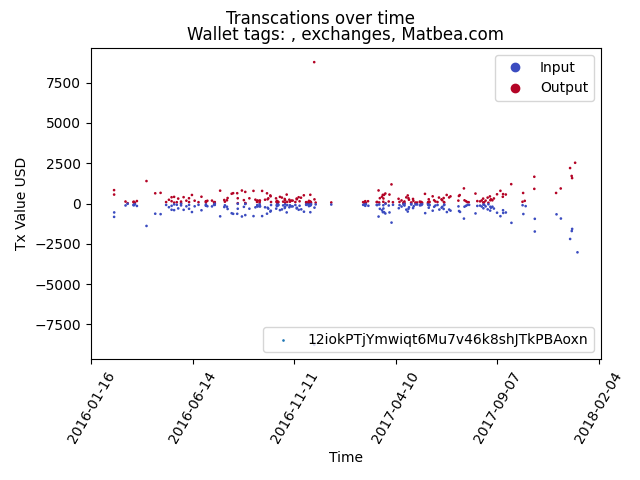 Transcations over time
Wallet tags: , exchanges, Matbea.com
Input
Output
7500
5000
2500
0
−2500
−5000
−7500
Tx Value USD
12iokPTjYmwiqt6Mu7v46k8shJTkPBAoxn
2016-01-16
2016-06-14
2016-11-11
2017-04-10
2017-09-07
2018-02-04
Time